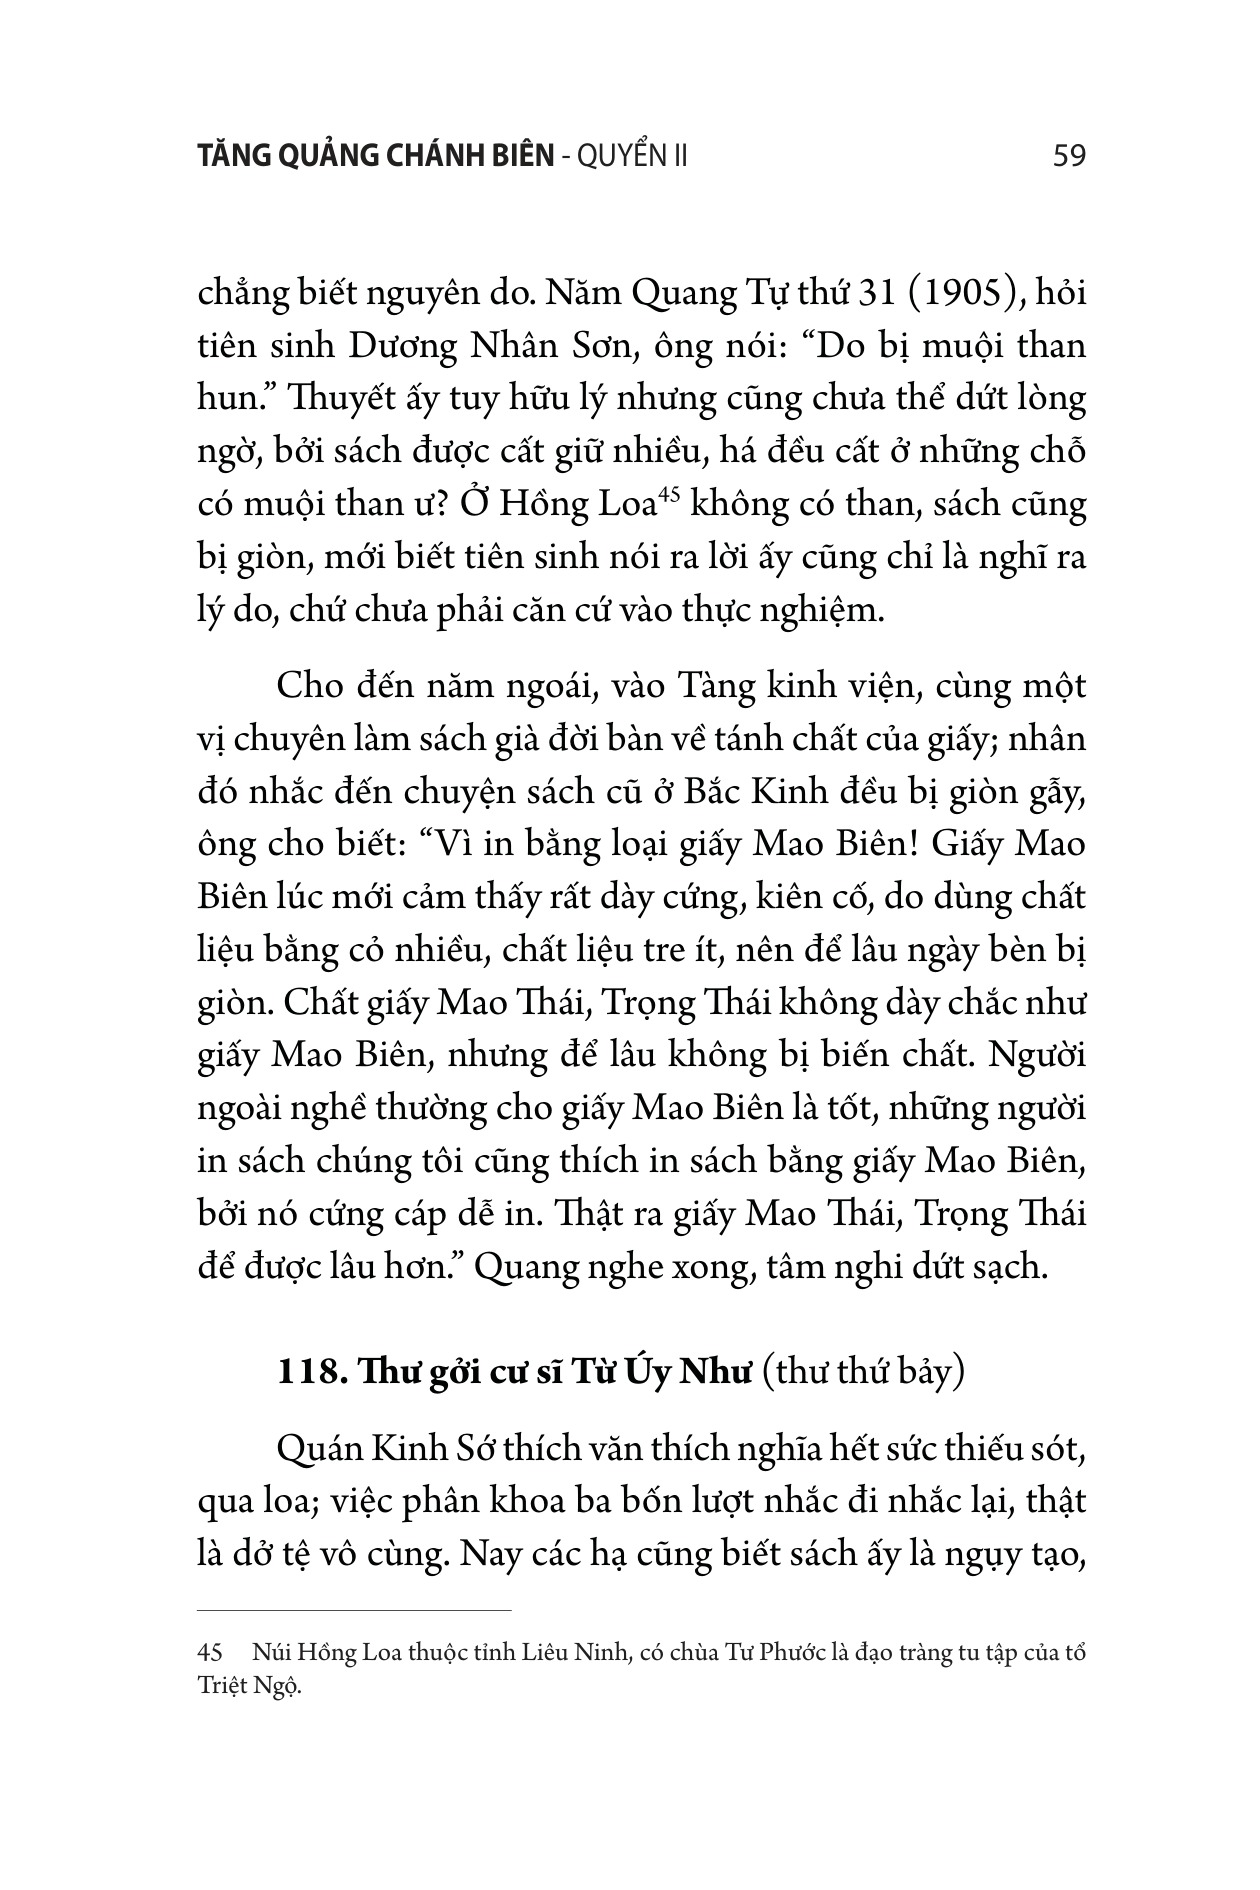 TĂNG QUẢNG CHÁNH BIÊN - QUYỂN II 59
chẳng biết nguyên do. Năm Quang Tự thứ 31 (1905), hỏi
tiên sinh Dương Nhân Sơn, ông nói: “Do bị muội than
hun.” Thuyết ấy tuy hữu lý nhưng cũng chưa thể dứt lòng
ngờ, bởi sách được cất giữ nhiều, há đều cất ở những chỗ
có muội than ư? Ở Hồng Loa45 không có than, sách cũng
bị giòn, mới biết tiên sinh nói ra lời ấy cũng chỉ là nghĩ ra
lý do, chứ chưa phải căn cứ vào thực nghiệm.
Cho đến năm ngoái, vào Tàng kinh viện, cùng một
vị chuyên làm sách già đời bàn về tánh chất của giấy; nhân
đó nhắc đến chuyện sách cũ ở Bắc Kinh đều bị giòn gẫy,
ông cho biết: “Vì in bằng loại giấy Mao Biên! Giấy Mao
Biên lúc mới cảm thấy rất dày cứng, kiên cố, do dùng chất
liệu bằng cỏ nhiều, chất liệu tre ít, nên để lâu ngày bèn bị
giòn. Chất giấy Mao Thái, Trọng Thái không dày chắc như
giấy Mao Biên, nhưng để lâu không bị biến chất. Người
ngoài nghề thường cho giấy Mao Biên là tốt, những người
in sách chúng tôi cũng thích in sách bằng giấy Mao Biên,
bởi nó cứng cáp dễ in. Thật ra giấy Mao Thái, Trọng Thái
để được lâu hơn.” Quang nghe xong, tâm nghi dứt sạch.
118. Thư gởi cư sĩ Từ Úy Như (thư thứ bảy)
Quán Kinh Sớ thích văn thích nghĩa hết sức thiếu sót,
qua loa; việc phân khoa ba bốn lượt nhắc đi nhắc lại, thật
là dở tệ vô cùng. Nay các hạ cũng biết sách ấy là ngụy tạo,
45 Núi Hồng Loa thuộc tỉnh Liêu Ninh, có chùa Tư Phước là đạo tràng tu tập của tổ
Triệt Ngộ.